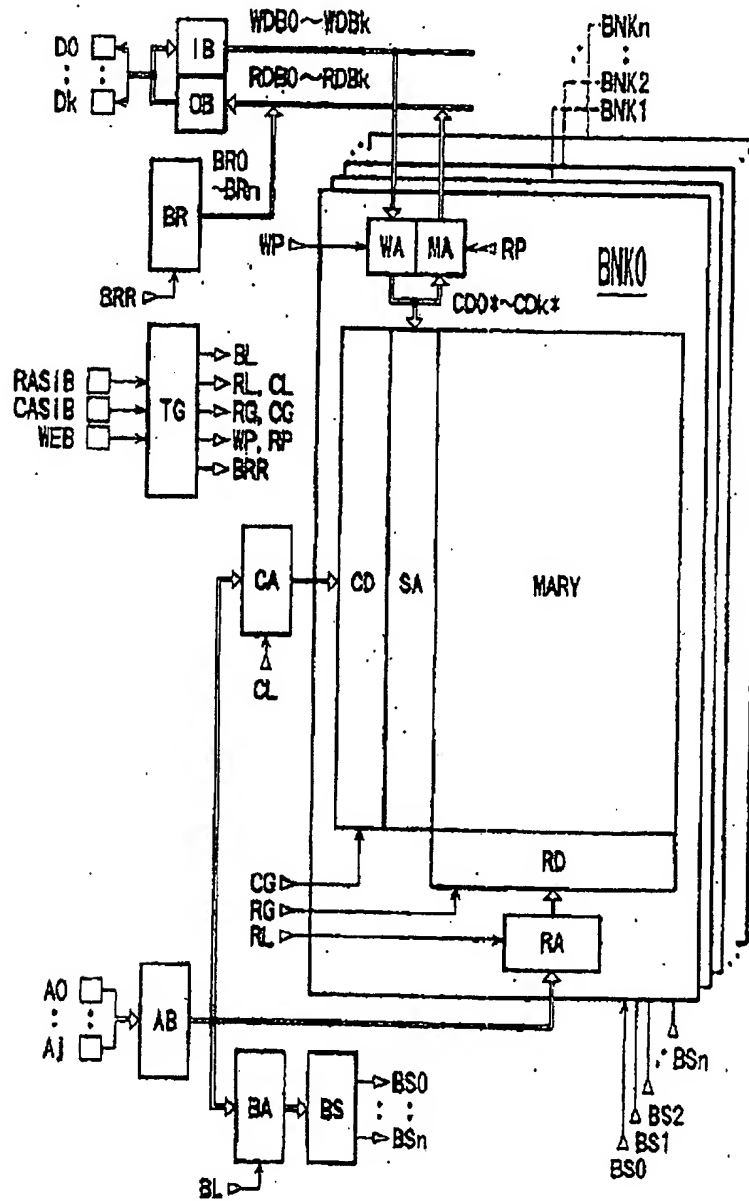 WDB0~WDBk
D0
IB
Dk
OB
RDB0~RDBk
BNKn
BNK2
BNK1
BR0
~BRn
BR
BRR
WP
WA
MA
RP
BNK0
CD0*~CDk*
RASIB
CASIB
WEB
TG
BL
RL, CL
RG, CG
WP, RP
BRR
CA
CL
CD
SA
MARY
CG
RD
RG
RL
RA
A0
Aj
AB
BA
BS
BS0
BSn
BL
BSn
BS2
BS1
BS0